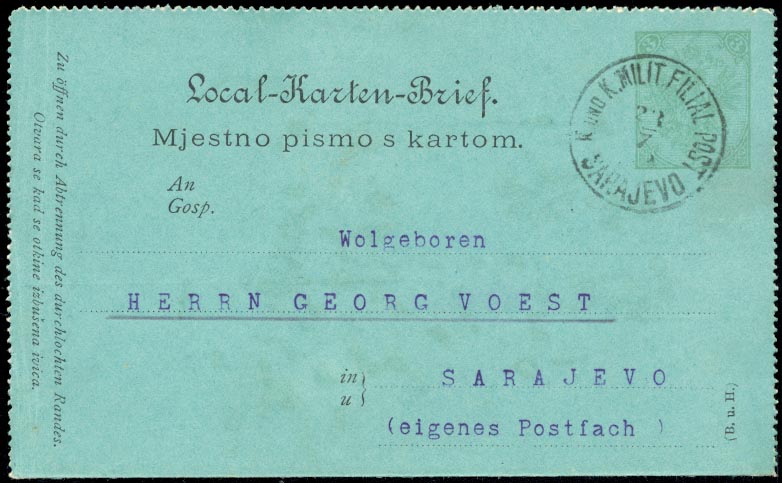 Local-Karten-Brief.
Mjestno pismo s kartom.
An
Gosp.
Wolgeboren
HERRN GEORG VOEST
in
u
SARAJEVO
(eigenes Postfach )
(B. u. H.)
Zu öffnen durch Abtrennung des durchlochten Randes.
Otvara se kad se otkine izbušena ivica.
K. UND K. MILIT. FILIAL POST
SARAJEVO